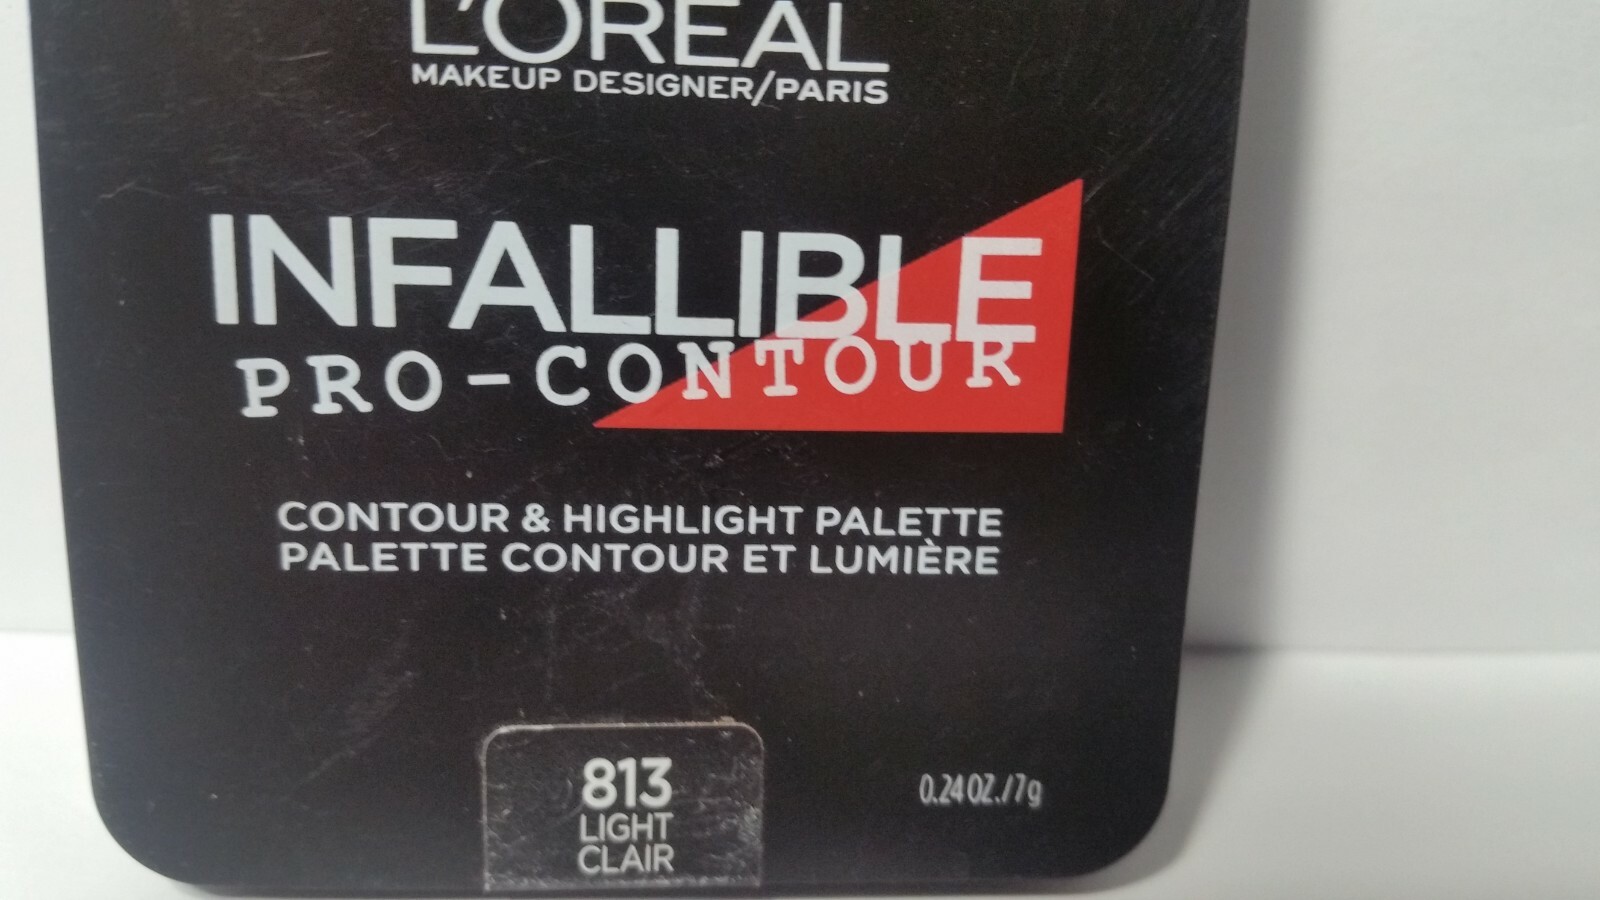 L'ORÉAL
MAKEUP DESIGNER/PARIS
INFALLIBLE
PRO-CONTOUR
CONTOUR & HIGHLIGHT PALETTE
PALETTE CONTOUR ET LUMIÈRE
813
LIGHT
CLAIR
0.24 OZ./7g